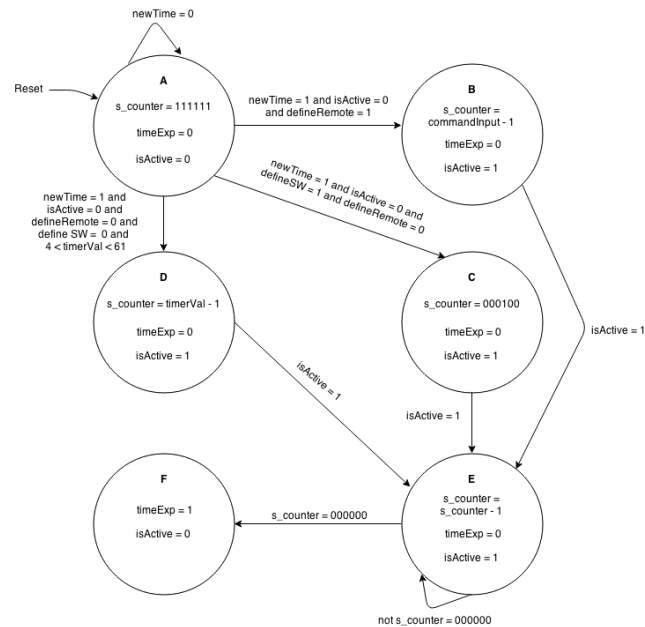 newTime = 0
Reset
A
s_counter = 111111
timeExp = 0
isActive = 0
newTime = 1 and isActive = 0
and defineRemote = 1
B
s_counter =
commandInput - 1
timeExp = 0
isActive = 1
newTime = 1 and isActive = 0 and
defineSW = 1 and defineRemote = 0
newTime = 1 and
isActive = 0 and
defineRemote = 0 and
define SW = 0 and
4 < timerVal < 61
D
s_counter = timerVal - 1
timeExp = 0
isActive = 1
C
s_counter = 000100
timeExp = 0
isActive = 1
isActive = 1
isActive = 1
isActive = 1
F
timeExp = 1
isActive = 0
s_counter = 000000
E
s_counter =
s_counter - 1
timeExp = 0
isActive = 1
not s_counter = 000000